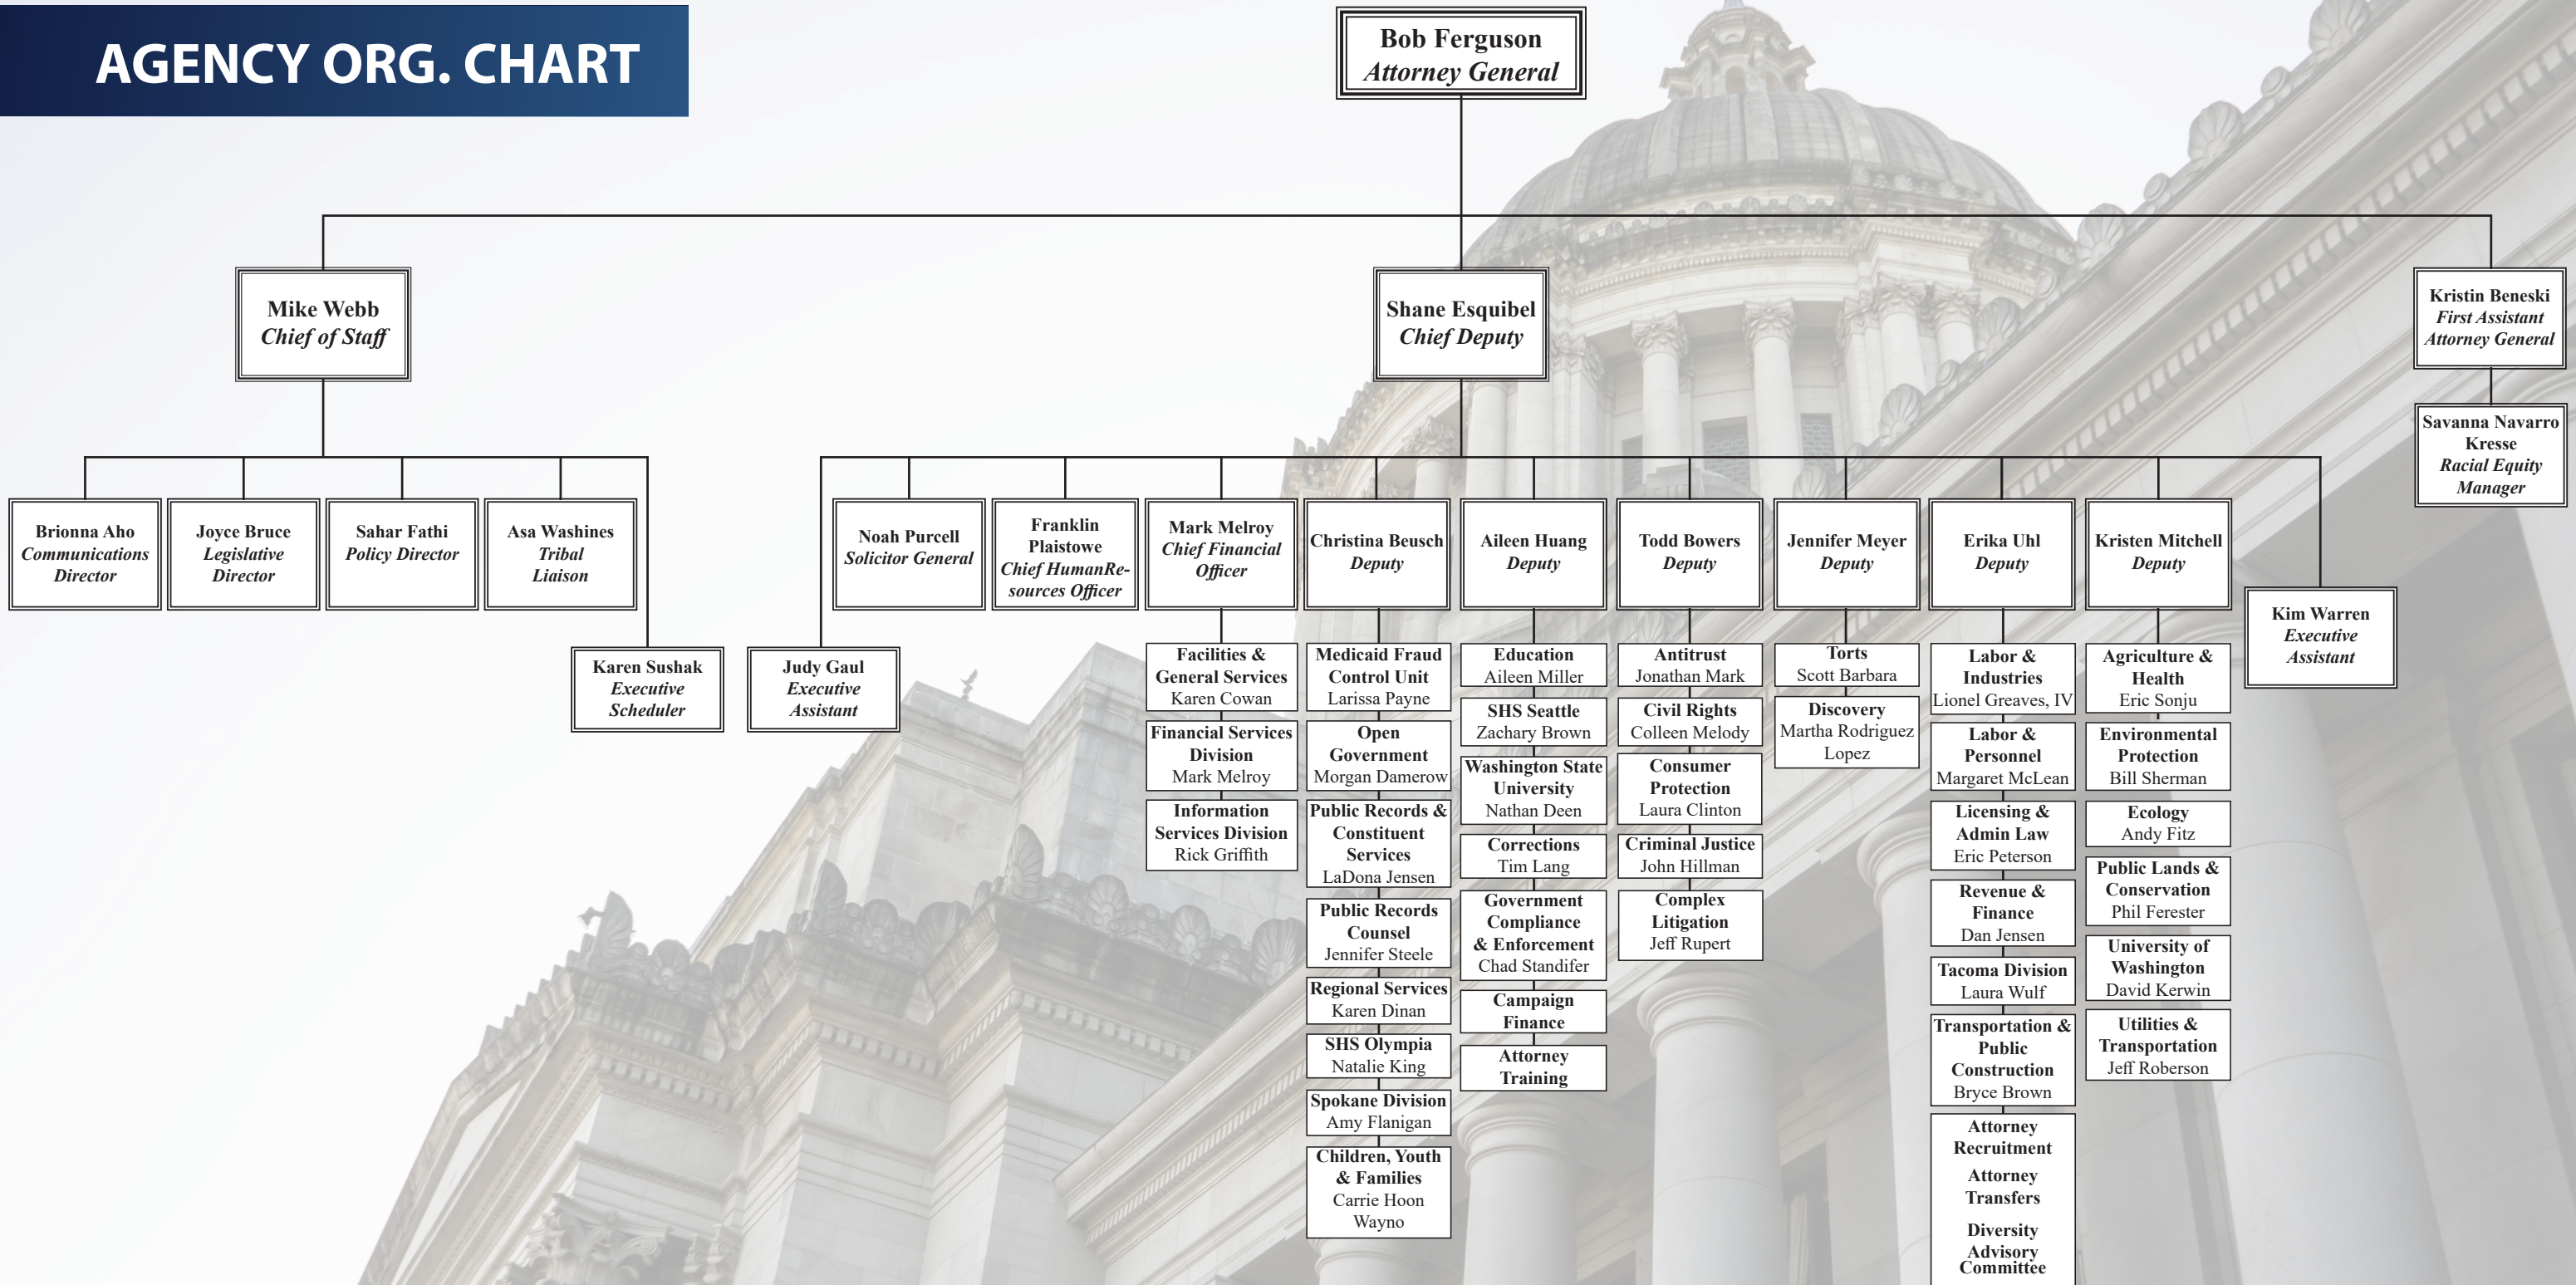 AGENCY ORG. CHART
Bob Ferguson
Attorney General
Mike Webb
Chief of Staff
Shane Esquibel
Chief Deputy
Kristin Beneski
First Assistant
Attorney General
Savanna Navarro
Kresse
Racial Equity
Manager
Brionna Aho
Communications
Director
Joyce Bruce
Legislative
Director
Sahar Fathi
Policy Director
Asa Washines
Tribal
Liaison
Karen Sushak
Executive
Scheduler
Judy Gaul
Executive
Assistant
Noah Purcell
Solicitor General
Franklin
Plaistowe
Chief HumanRe-
sources Officer
Mark Melroy
Chief Financial
Officer
Facilities &
General Services
Karen Cowan
Financial Services
Division
Mark Melroy
Information
Services Division
Rick Griffith
Christina Beusch
Deputy
Medicaid Fraud
Control Unit
Larissa Payne
Open
Government
Morgan Damerow
Public Records &
Constituent
Services
LaDona Jensen
Public Records
Counsel
Jennifer Steele
Regional Services
Karen Dinan
SHS Olympia
Natalie King
Spokane Division
Amy Flanigan
Children, Youth
& Families
Carrie Hoon
Wayno
Aileen Huang
Deputy
Education
Aileen Miller
SHS Seattle
Zachary Brown
Washington State
University
Nathan Deen
Corrections
Tim Lang
Government
Compliance
& Enforcement
Chad Standifer
Campaign
Finance
Attorney
Training
Todd Bowers
Deputy
Antitrust
Jonathan Mark
Civil Rights
Colleen Melody
Consumer
Protection
Laura Clinton
Criminal Justice
John Hillman
Complex
Litigation
Jeff Rupert
Jennifer Meyer
Deputy
Torts
Scott Barbara
Discovery
Martha Rodriguez
Lopez
Erika Uhl
Deputy
Labor &
Industries
Lionel Greaves, IV
Labor &
Personnel
Margaret McLean
Licensing &
Admin Law
Eric Peterson
Revenue &
Finance
Dan Jensen
Tacoma Division
Laura Wulf
Transportation &
Public
Construction
Bryce Brown
Attorney
Recruitment
Attorney
Transfers
Diversity
Advisory
Committee
Kristen Mitchell
Deputy
Agriculture &
Health
Eric Sonju
Environmental
Protection
Bill Sherman
Ecology
Andy Fitz
Public Lands &
Conservation
Phil Ferester
University of
Washington
David Kerwin
Utilities &
Transportation
Jeff Roberson
Kim Warren
Executive
Assistant